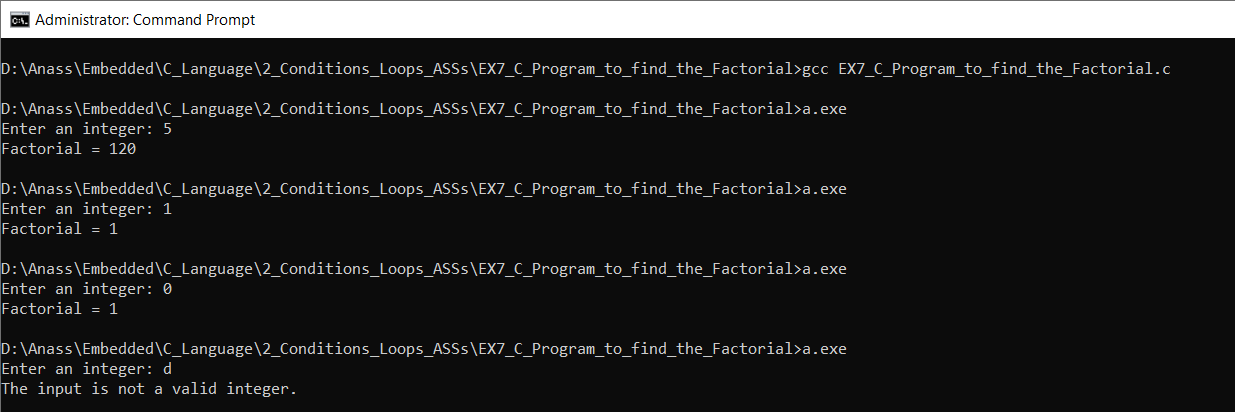 Administrator: Command Prompt
D:\Anass\Embedded\C_Language\2_Conditions_Loops_ASSs\EX7_C_Program_to_find_the_Factorial>gcc EX7_C_Program_to_find_the_Factorial.c
D:\Anass\Embedded\C_Language\2_Conditions_Loops_ASSs\EX7_C_Program_to_find_the_Factorial>a.exe
Enter an integer: 5
Factorial = 120
D:\Anass\Embedded\C_Language\2_Conditions_Loops_ASSs\EX7_C_Program_to_find_the_Factorial>a.exe
Enter an integer: 1
Factorial = 1
D:\Anass\Embedded\C_Language\2_Conditions_Loops_ASSs\EX7_C_Program_to_find_the_Factorial>a.exe
Enter an integer: 0
Factorial = 1
D:\Anass\Embedded\C_Language\2_Conditions_Loops_ASSs\EX7_C_Program_to_find_the_Factorial>a.exe
Enter an integer: d
The input is not a valid integer.